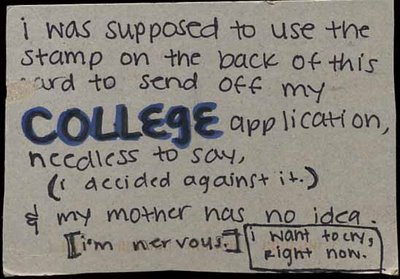 i was supposed to use the
stamp on the back of this
card to send off my
COLLEgE application,
needless to say,
(i decided against it.)
& my mother has no idea.
[i'm nervous.]
i want to cry,
right now.